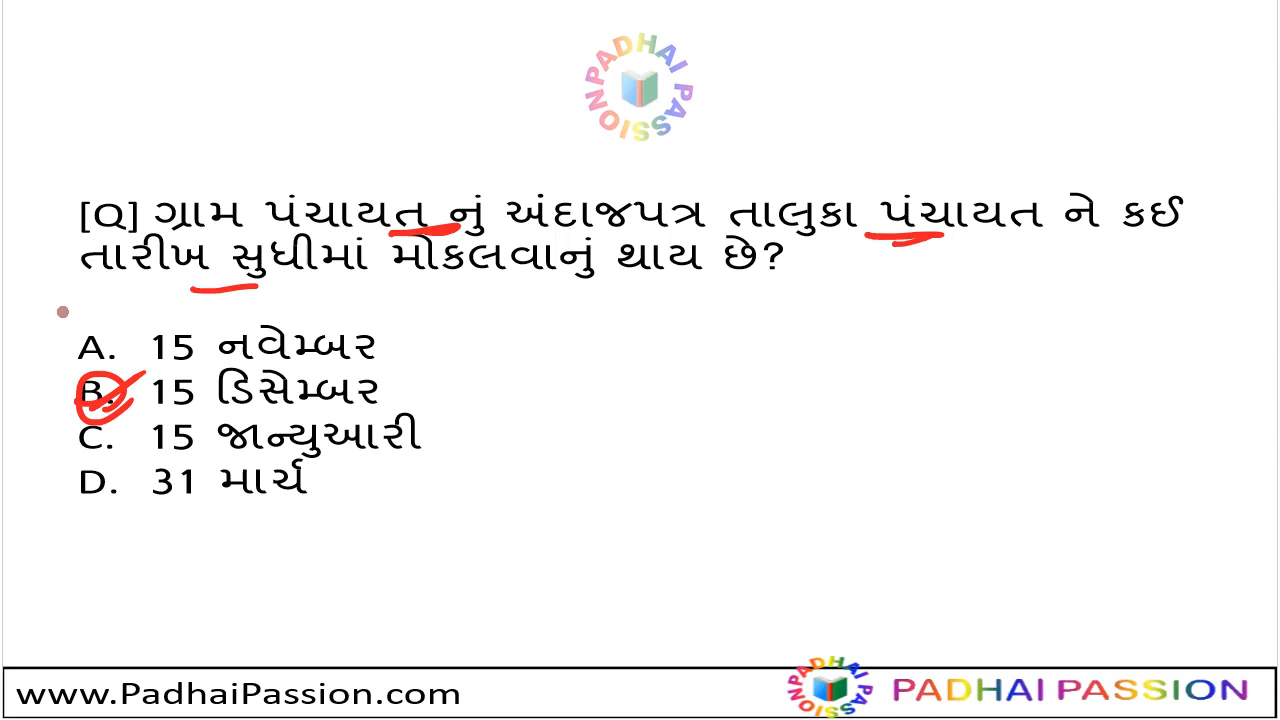 PADHAI PASSION
[Q] ગ્રામ પંચાયત નું અંદાજપત્ર તાલુકા પંચાયત ને કઈ
તારીખ સુધીમાં મોકલવાનું થાય છે?
A. 15 નવેમ્બર
B. 15 ડિસેમ્બર
C. 15 જાન્યુઆરી
D. 31 માર્ચ
www.PadhaiPassion.com
PADHAI PASSION
PADHAI PASSION